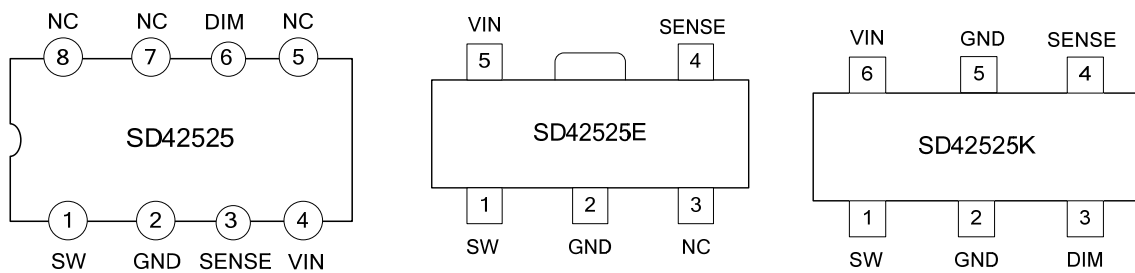 NC NC DIM NC
8 7 6 5
SD42525
1 2 3 4
SW GND SENSE VIN
VIN SENSE
5 4
SD42525E
1 2 3
SW GND NC
VIN GND SENSE
6 5 4
SD42525K
1 2 3
SW GND DIM